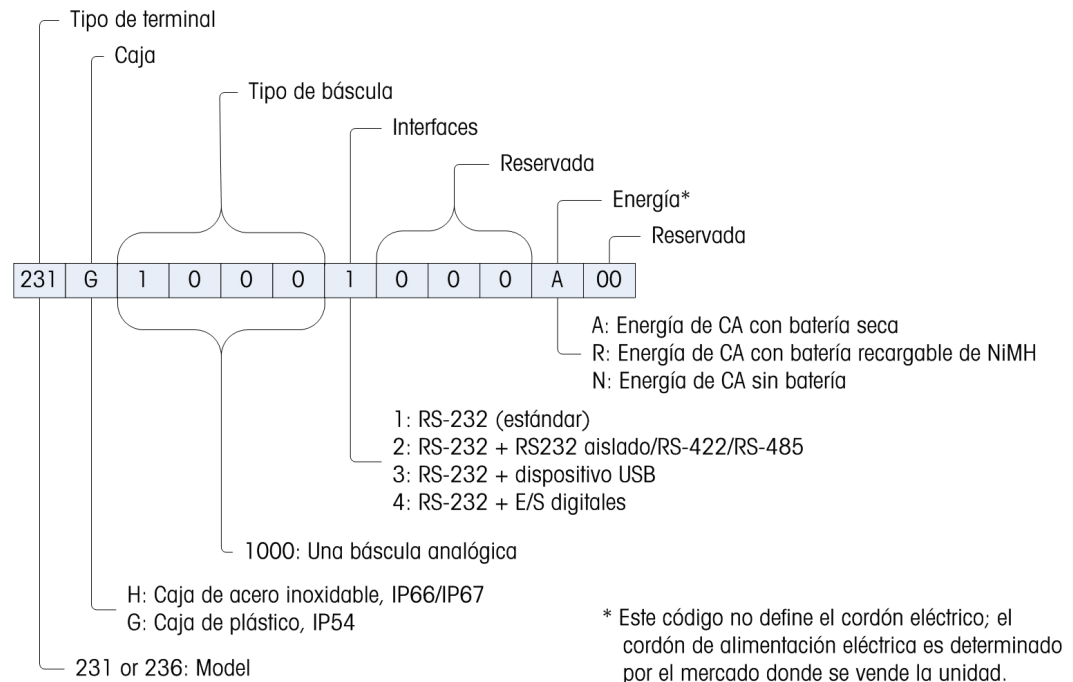 Tipo de terminal
Caja
Tipo de báscula
Interfaces
Reservada
Energía*
Reservada
231 G 1 0 0 0 1 0 0 0 A 00
A: Energía de CA con batería seca
R: Energía de CA con batería recargable de NiMH
N: Energía de CA sin batería
1: RS-232 (estándar)
2: RS-232 + RS232 aislado/RS-422/RS-485
3: RS-232 + dispositivo USB
4: RS-232 + E/S digitales
1000: Una báscula analógica
H: Caja de acero inoxidable, IP66/IP67
G: Caja de plástico, IP54
231 or 236: Model
* Este código no define el cordón eléctrico; el
cordón de alimentación eléctrica es determinado
por el mercado donde se vende la unidad.